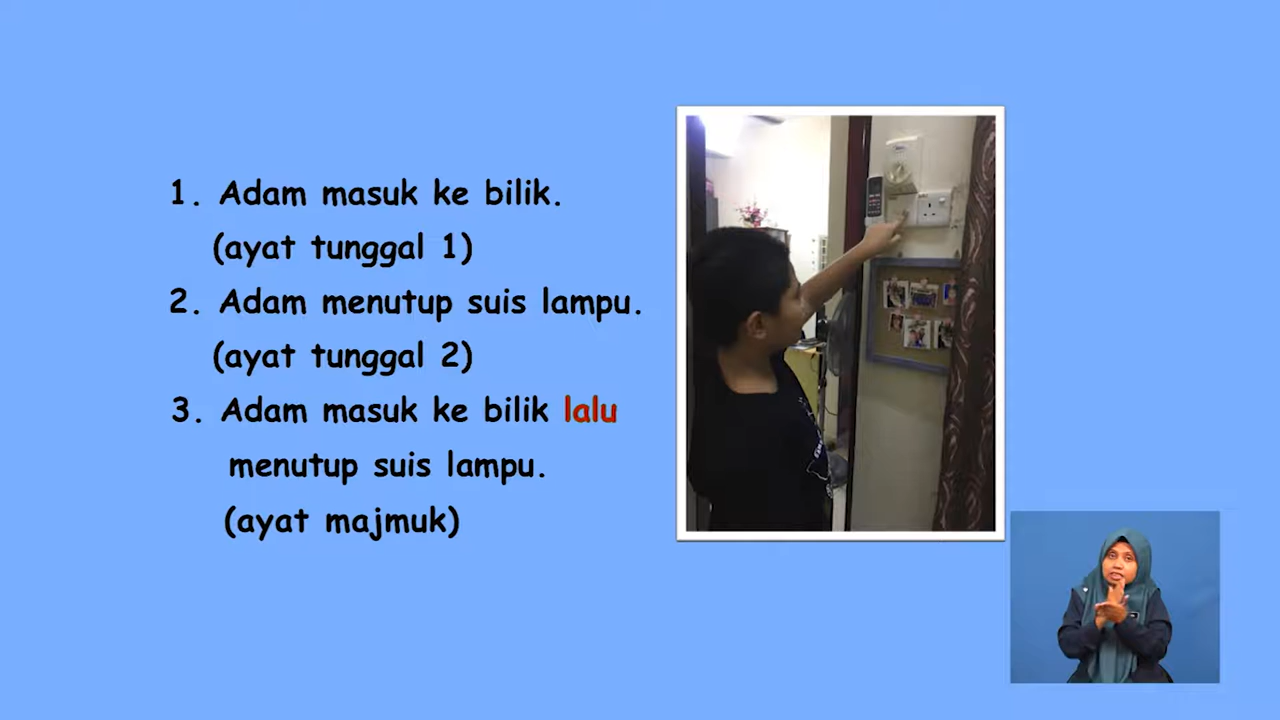 1. Adam masuk ke bilik.
(ayat tunggal 1)
2. Adam menutup suis lampu.
(ayat tunggal 2)
3. Adam masuk ke bilik lalu
menutup suis lampu.
(ayat majmuk)